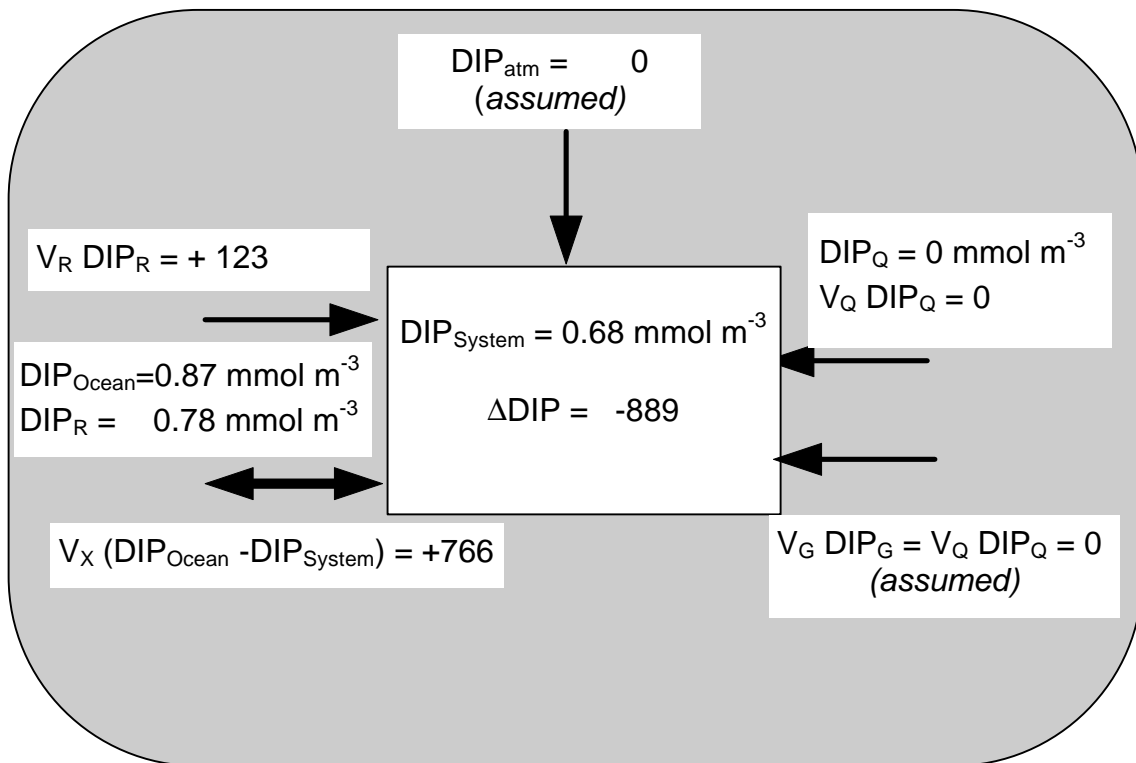 DIPatm = 0
(assumed)
VR DIPR = + 123
DIPQ = 0 mmol m-3
VQ DIPQ = 0
DIPSystem = 0.68 mmol m-3
DIPOcean=0.87 mmol m-3
DIPR = 0.78 mmol m-3
ΔDIP = -889
VX (DIPOcean -DIPSystem) = +766
VG DIPG = VQ DIPQ = 0
(assumed)